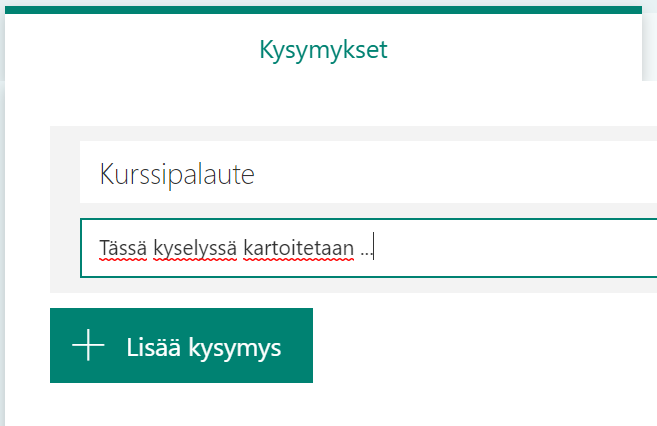 Kysymykset
Kurssipalaute
Tässä kyselyssä kartoitetaan ...
Lisää kysymys